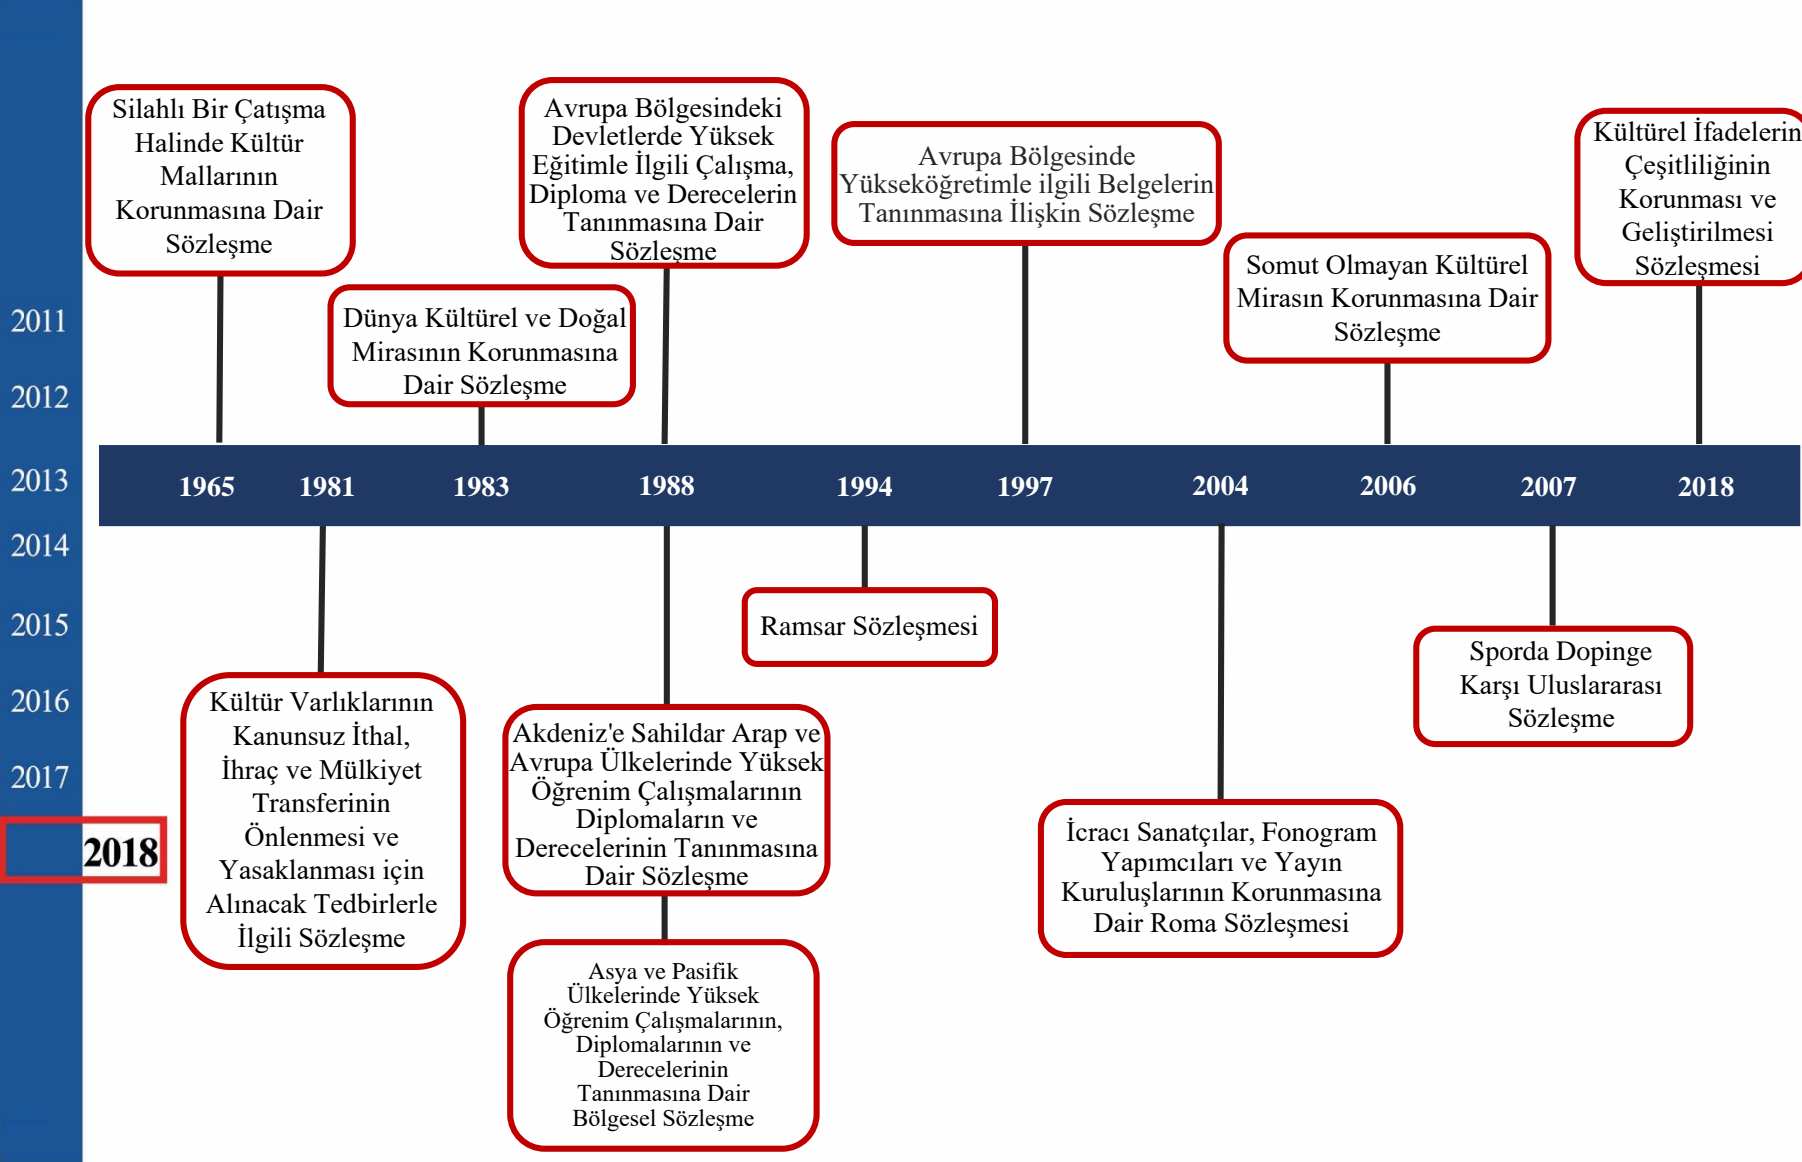 2011
2012
2013
2014
2015
2016
2017
2018
Silahlı Bir Çatışma
Halinde Kültür
Mallarının
Korunmasına Dair
Sözleşme
Dünya Kültürel ve Doğal
Mirasının Korunmasına
Dair Sözleşme
Avrupa Bölgesindeki
Devletlerde Yüksek
Eğitimle İlgili Çalışma,
Diploma ve Derecelerin
Tanınmasına Dair
Sözleşme
Avrupa Bölgesinde
Yükseköğretimle ilgili Belgelerin
Tanınmasına İlişkin Sözleşme
Somut Olmayan Kültürel
Mirasın Korunmasına Dair
Sözleşme
Kültürel İfadelerin
Çeşitliliğinin
Korunması ve
Geliştirilmesi
Sözleşmesi
1965 1981 1983 1988 1994 1997 2004 2006 2007 2018
Kültür Varlıklarının
Kanunsuz İthal,
İhraç ve Mülkiyet
Transferinin
Önlenmesi ve
Yasaklanması için
Alınacak Tedbirlerle
İlgili Sözleşme
Akdeniz'e Sahildar Arap ve
Avrupa Ülkelerinde Yüksek
Öğrenim Çalışmalarının
Diplomaların ve
Derecelerinin Tanınmasına
Dair Sözleşme
Asya ve Pasifik
Ülkelerinde Yüksek
Öğrenim Çalışmalarının,
Diplomalarının ve
Derecelerinin
Tanınmasına Dair
Bölgesel Sözleşme
Ramsar Sözleşmesi
İcracı Sanatçılar, Fonogram
Yapımcıları ve Yayın
Kuruluşlarının Korunmasına
Dair Roma Sözleşmesi
Sporda Dopinge
Karşı Uluslararası
Sözleşme